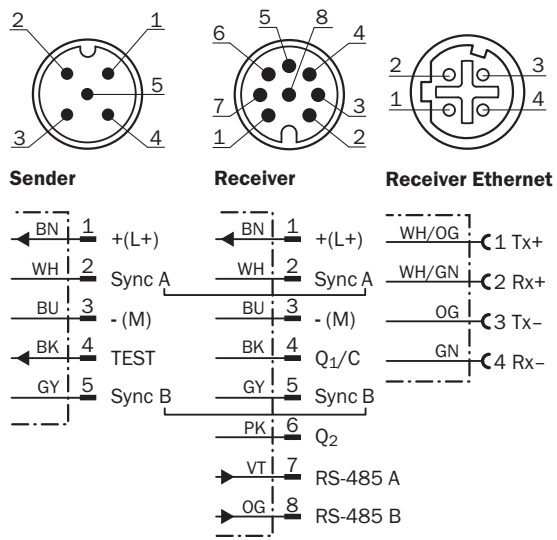 2 1
5
3 4
5 8
6 4
7 3
1 2
2 3
1 4
Sender
BN 1 +(L+)
WH 2 Sync A
BU 3 - (M)
BK 4 TEST
GY 5 Sync B
Receiver
BN 1 +(L+)
WH 2 Sync A
BU 3 - (M)
BK 4 Q1/C
GY 5 Sync B
PK 6 Q2
VT 7 RS-485 A
OG 8 RS-485 B
Receiver Ethernet
WH/OG 1 Tx+
WH/GN 2 Rx+
OG 3 Tx–
GN 4 Rx–